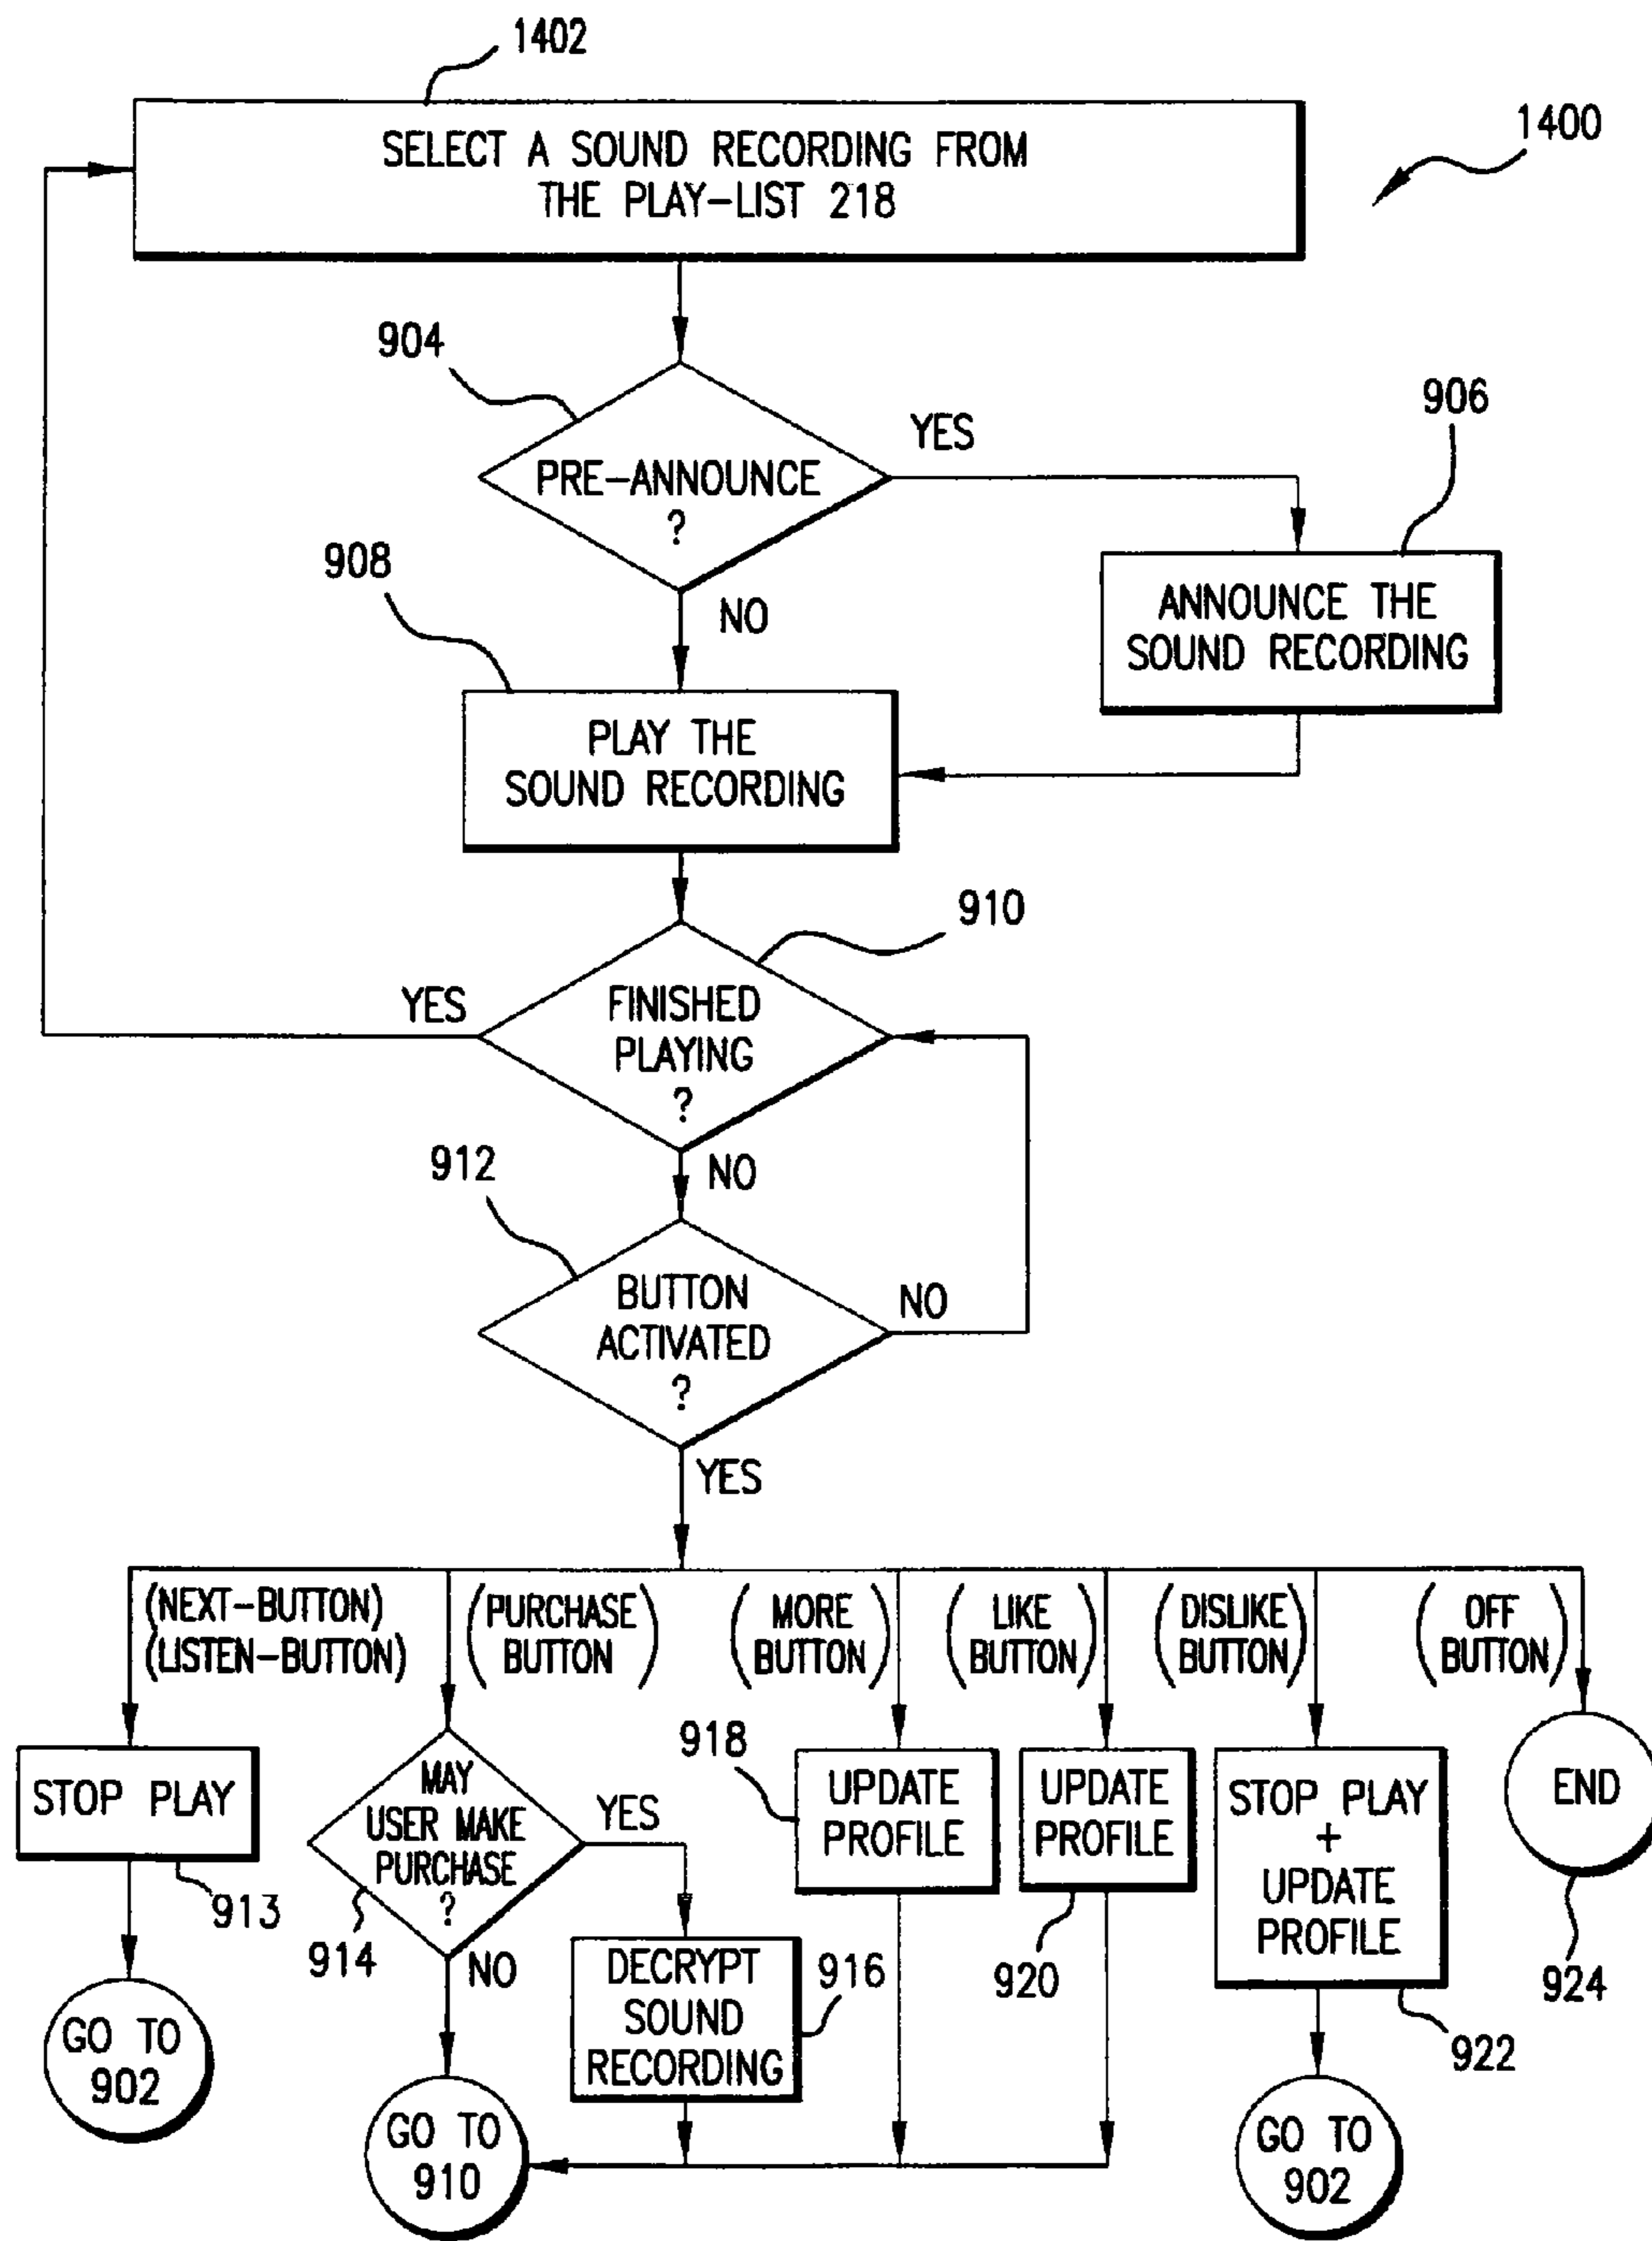 1402
1400
SELECT A SOUND RECORDING FROM
THE PLAY-LIST 218
904
PRE-ANNOUNCE
?
YES
906
NO
ANNOUNCE THE
SOUND RECORDING
908
PLAY THE
SOUND RECORDING
910
YES
FINISHED
PLAYING
?
NO
912
BUTTON
ACTIVATED
?
NO
YES
(NEXT-BUTTON)
(LISTEN-BUTTON)
(PURCHASE
BUTTON)
(MORE
BUTTON)
(LIKE
BUTTON)
(DISLIKE
BUTTON)
(OFF
BUTTON)
STOP PLAY
913
GO TO
902
MAY
USER MAKE
PURCHASE
?
914
YES
NO
DECRYPT
SOUND
RECORDING
916
GO TO
910
918
UPDATE
PROFILE
UPDATE
PROFILE
920
STOP PLAY
+
UPDATE
PROFILE
922
GO TO
902
END
924